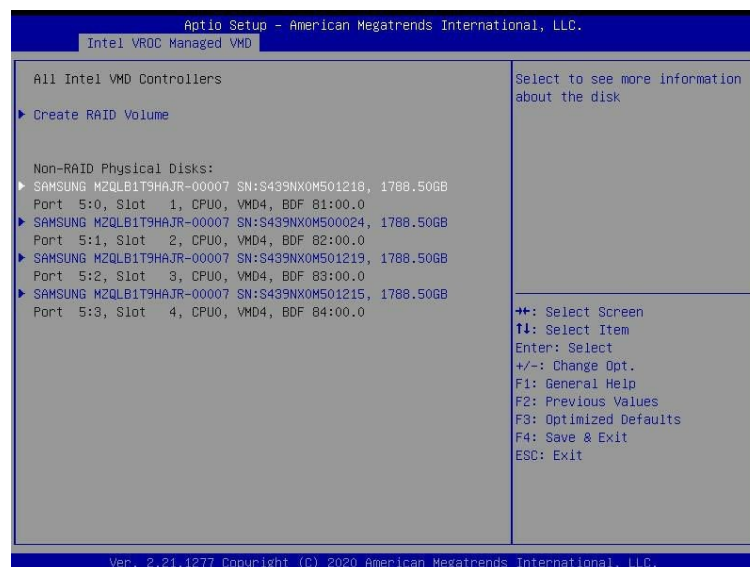 Aptio Setup - American Megatrends International, LLC.
Intel VROC Managed VMD
All Intel VMD Controllers
Create RAID Volume
Non-RAID Physical Disks:
SAMSUNG MZQLB1T9HAJR-00007 SN:S439NX0M501218, 1788.50GB
Port 5:0, Slot 1, CPU0, VMD4, BDF 81:00.0
SAMSUNG MZQLB1T9HAJR-00007 SN:S439NX0M500024, 1788.50GB
Port 5:1, Slot 2, CPU0, VMD4, BDF 82:00.0
SAMSUNG MZQLB1T9HAJR-00007 SN:S439NX0M501219, 1788.50GB
Port 5:2, Slot 3, CPU0, VMD4, BDF 83:00.0
SAMSUNG MZQLB1T9HAJR-00007 SN:S439NX0M501215, 1788.50GB
Port 5:3, Slot 4, CPU0, VMD4, BDF 84:00.0
Select to see more information
about the disk
→←: Select Screen
↑↓: Select Item
Enter: Select
+/-: Change Opt.
F1: General Help
F2: Previous Values
F3: Optimized Defaults
F4: Save & Exit
ESC: Exit
Ver. 2.21.1277 Copyright (C) 2020 American Megatrends International, LLC.